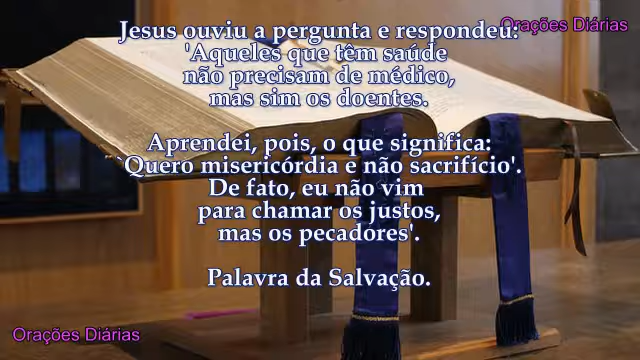 Orações Diárias
Jesus ouviu a pergunta e respondeu:
'Aqueles que têm saúde
não precisam de médico,
mas sim os doentes.
Aprendei, pois, o que significa:
¨`Quero misericórdia e não sacrifício'.
De fato, eu não vim
para chamar os justos,
mas os pecadores'.
Palavra da Salvação.
Orações Diárias